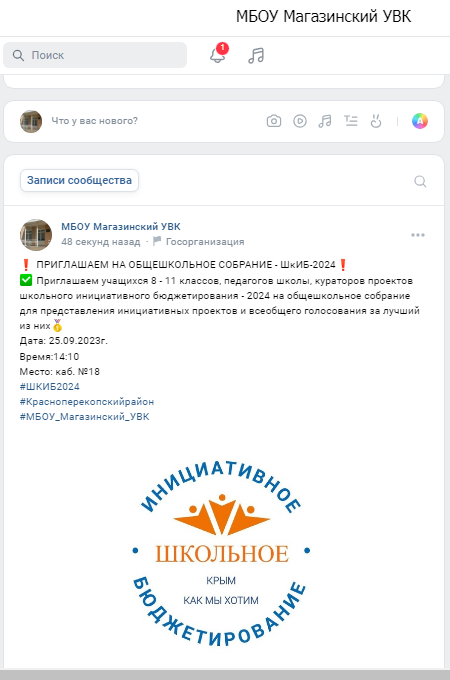 МБОУ Магазинский УВК
Поиск
1
Что у вас нового?
A
Записи сообщества
МБОУ Магазинский УВК
48 секунд назад · Госорганизация
❗ ПРИГЛАШАЕМ НА ОБЩЕШКОЛЬНОЕ СОБРАНИЕ - ШкИБ-2024❗
✅ Приглашаем учащихся 8 - 11 классов, педагогов школы, кураторов проектов
школьного инициативного бюджетирования - 2024 на общешкольное собрание
для представления инициативных проектов и всеобщего голосования за лучший
из них🏅
Дата: 25.09.2023г.
Время:14:10
Место: каб. №18
#ШКИБ2024
#Красноперекопскийрайон
#МБОУ_Магазинский_УВК
ИНИЦИАТИВНОЕ
ШКОЛЬНОЕ
КРЫМ
КАК МЫ ХОТИМ
БЮДЖЕТИРОВАНИЕ